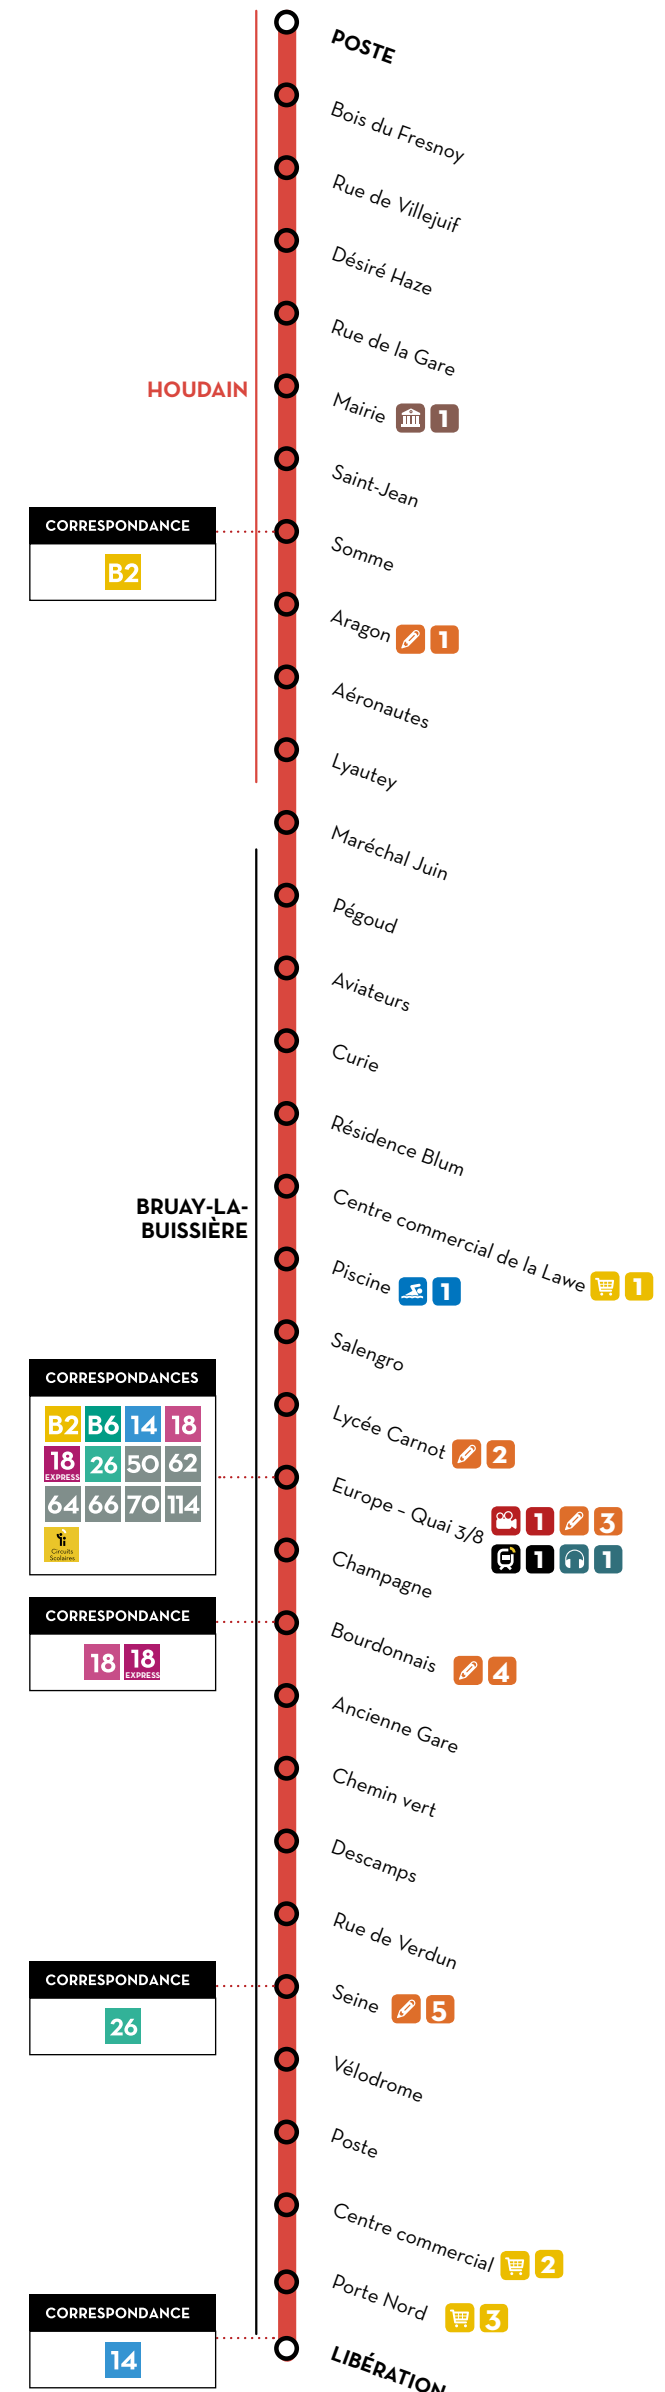 POSTE
Bois du Fresnoy
Rue de Villejuif
Désiré Haze
Rue de la Gare
HOUDAIN
Mairie 1
Saint-Jean
CORRESPONDANCE
B2
Somme
Aragon 1
Aéronautes
Lyautey
Maréchal Juin
Pégoud
Aviateurs
Curie
Résidence Blum
BRUAY-LA-
BUISSIÈRE
Centre commercial de la Lawe 1
Piscine 1
Salengro
Lycée Carnot 2
CORRESPONDANCES
B2 B6 14 18
18 EXPRESS 26 50 62
64 66 70 114
Circuits
Scolaires
Europe - Quai 3/8 1 3
1 1
Champagne
CORRESPONDANCE
18 18 EXPRESS
Bourdonnais 4
Ancienne Gare
Chemin vert
Descamps
Rue de Verdun
CORRESPONDANCE
26
Seine 5
Vélodrome
Poste
Centre commercial 2
Porte Nord 3
CORRESPONDANCE
14
LIBÉRATION